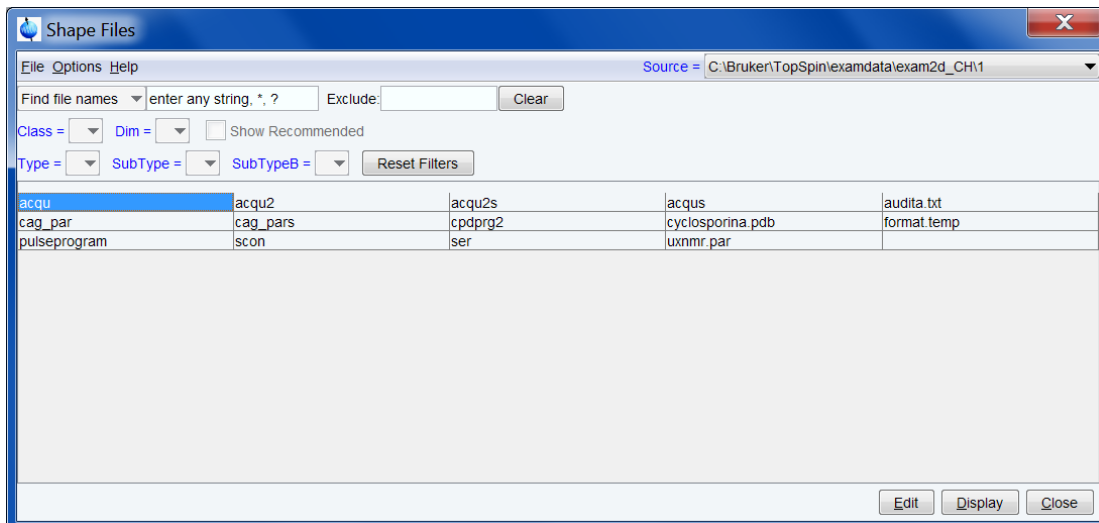 Shape Files
X
File Options Help Source = C:\Bruker\TopSpin\examdata\exam2d_CH\1
Find file names enter any string, *, ? Exclude: Clear
Class = Dim = Show Recommended
Type = SubType = SubTypeB = Reset Filters
acqu acqu2 acqu2s acqus audita.txt
cag_par cag_pars cpdprg2 cyclosporina.pdb format.temp
pulseprogram scon ser uxnmr.par
Edit Display Close